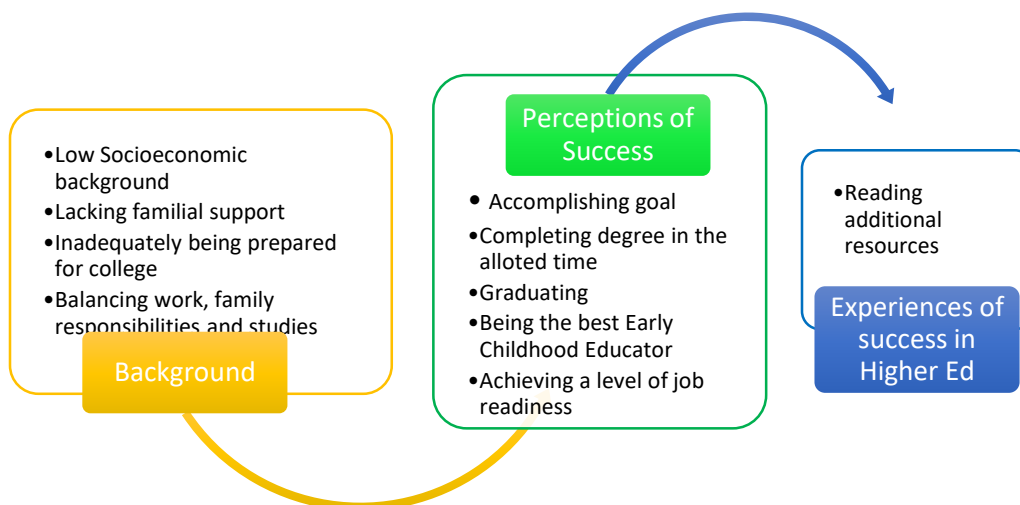 •Low Socioeconomic
background
•Lacking familial support
•Inadequately being prepared
for college
•Balancing work, family
responsibilities and studies
Background
Perceptions of
Success
• Accomplishing goal
•Completing degree in the
alloted time
•Graduating
•Being the best Early
Childhood Educator
•Achieving a level of job
readiness
•Reading
additional
resources
Experiences of
success in
Higher Ed